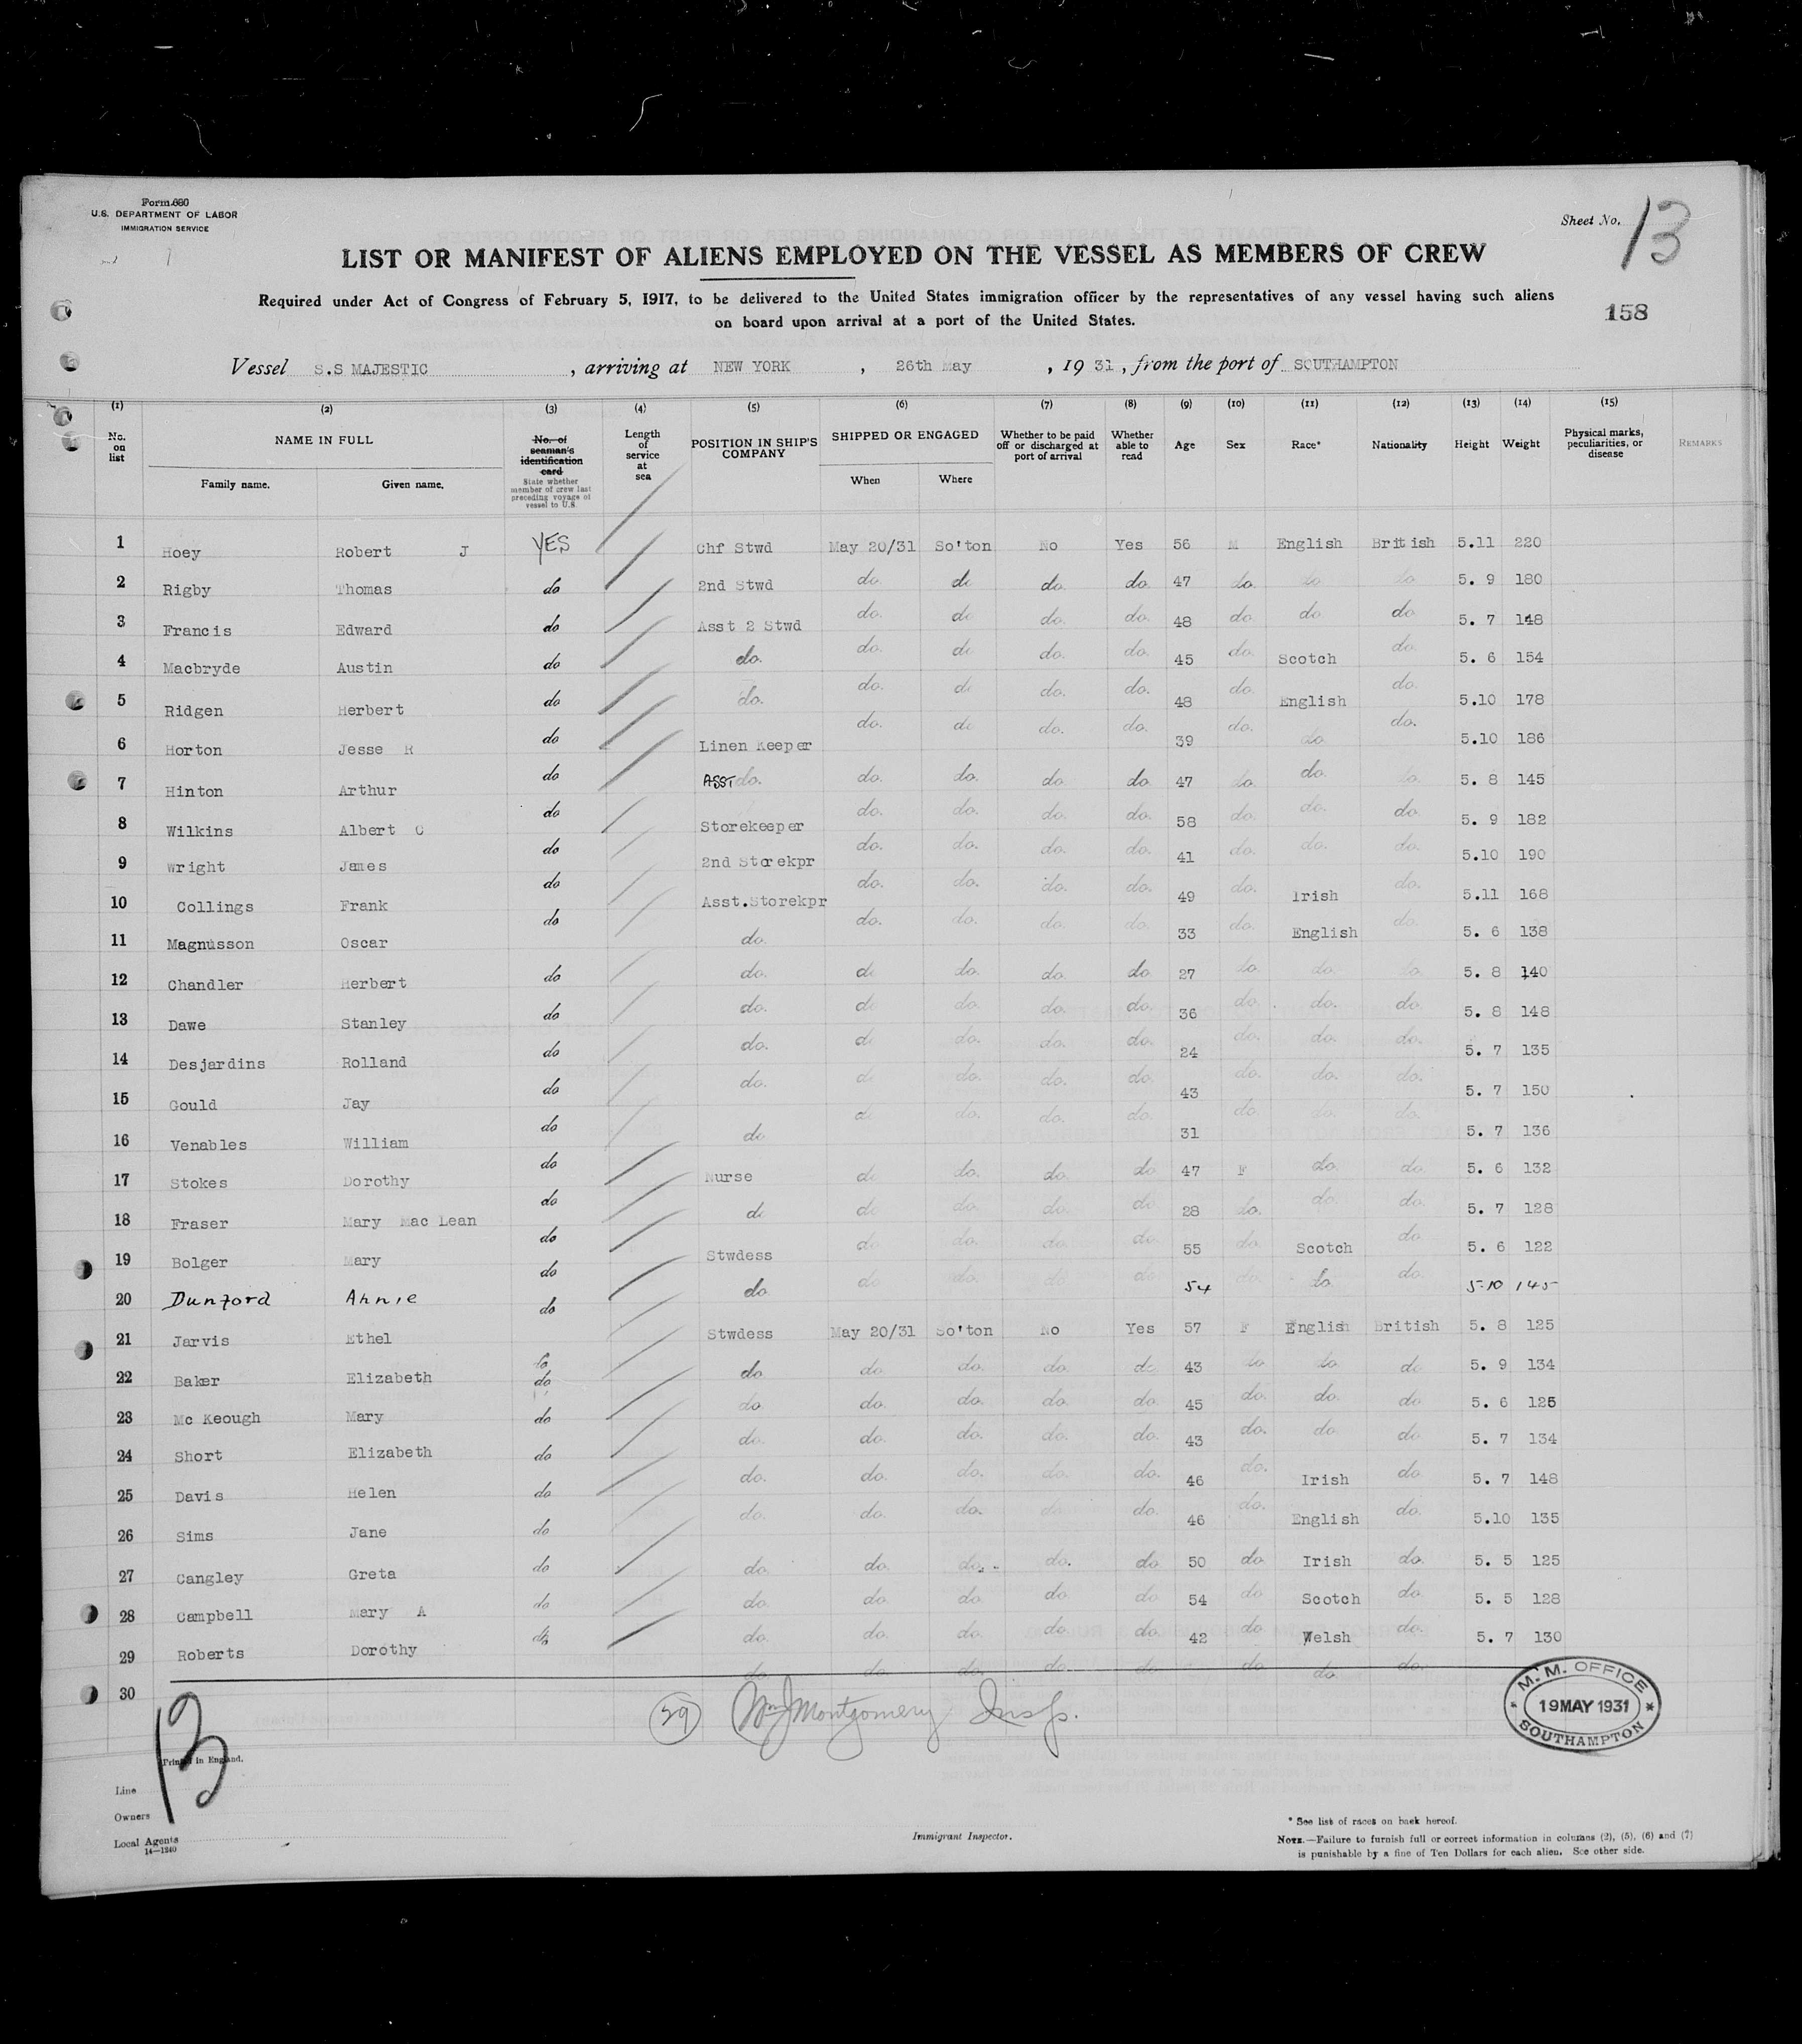 Form 680
U.S. DEPARTMENT OF LABOR
IMMIGRATION SERVICE
Sheet No. 13
LIST OR MANIFEST OF ALIENS EMPLOYED ON THE VESSEL AS MEMBERS OF CREW
Required under Act of Congress of February 5, 1917, to be delivered to the United States immigration officer by the representatives of any vessel having such aliens
on board upon arrival at a port of the United States.
158
Vessel S.S MAJESTIC, arriving at NEW YORK, 26th May, 19 31, from the port of SOUTHAMPTON
(1) (2) (3) (4) (5) (6) (7) (8) (9) (10) (11) (12) (13) (14) (15)
No. on list NAME IN FULL Family name. Given name. No. of seaman's identification card State whether member of crew last preceding voyage of vessel to U.S. Length of service at sea POSITION IN SHIP'S COMPANY SHIPPED OR ENGAGED When Where Whether to be paid off or discharged at port of arrival Whether able to read Age Sex Race* Nationality Height Weight Physical marks, peculiarities, or disease REMARKS
1 Hoey Robert J YES Chf Stwd May 20/31 So'ton No Yes 56 M English British 5.11 220
2 Rigby Thomas do 2nd Stwd do. do do. do. 47 do. do do 5. 9 180
3 Francis Edward do Asst 2 Stwd do. do do. do. 48 do. do do. 5. 7 148
4 Macbryde Austin do do. do. do do. do. 45 do. Scotch do. 5. 6 154
5 Ridgen Herbert do do. do. do do. do. 48 do. English do. 5.10 178
6 Horton Jesse R do Linen Keeper do. do do. do. 39 do. do do. 5.10 186
7 Hinton Arthur do ASST do. do. do. do. do 47 do do. do. 5. 8 145
8 Wilkins Albert C do Storekeeper do. do. do. do. 58 do. do. do. 5. 9 182
9 Wright James do 2nd Storekpr do. do. do. do. 41 do. do. do. 5.10 190
10 Collings Frank do Asst.Storekpr do. do. do. do. 49 do. Irish do. 5.11 168
11 Magnusson Oscar do do. do. do. do. do. 33 do. English do. 5. 6 138
12 Chandler Herbert do do. do do. do. do 27 do. do. do. 5. 8 140
13 Dawe Stanley do do. do do. do. do. 36 do. do. do. 5. 8 148
14 Desjardins Rolland do do. do do. do. do. 24 do. do. do. 5. 7 135
15 Gould Jay do do. do do. do. do. 43 do. do. do. 5. 7 150
16 Venables William do do do do. do. do. 31 do. do. do. 5. 7 136
17 Stokes Dorothy do Nurse do do. do. do 47 F do. do. 5. 6 132
18 Fraser Mary Mac Lean do do do do. do. do 28 do. do do. 5. 7 128
19 Bolger Mary do Stwdess do do. do. do 55 do. Scotch do 5. 6 122
20 Dunford Annie do do do do. do do 54 do. do do. 5-10 145
21 Jarvis Ethel do Stwdess May 20/31 So'ton No Yes 57 F English British 5. 8 125
22 Baker Elizabeth do do do do. do. do 43 do do do 5. 9 134
23 Mc Keough Mary do do. do. do. do. do. 45 do. do. do 5. 6 125
24 Short Elizabeth do do. do. do. do. do. 43 do. do do 5. 7 134
25 Davis Helen do do. do. do. do. do. 46 do. Irish do 5. 7 148
26 Sims Jane do do. do. do. do do. 46 do. English do. 5.10 135
27 Cangley Greta do do. do. do. do. do 50 do. Irish do. 5. 5 125
28 Campbell Mary A do do. do. do do do 54 do Scotch do. 5. 5 128
29 Roberts Dorothy do do. do. do. do do. 42 do. Welsh do. 5. 7 130
30 do. do. do. do. do do do. do.
29 Wm J Montgomery Insp.
M. M. OFFICE
19 MAY 1931
SOUTHAMPTON
13
Printed in England.
Line
Owners
Local Agents
14—1240
Immigrant Inspector.
* See list of races on back hereof.
NOTE.—Failure to furnish full or correct information in columns (2), (5), (6) and (7)
is punishable by a fine of Ten Dollars for each alien. See other side.